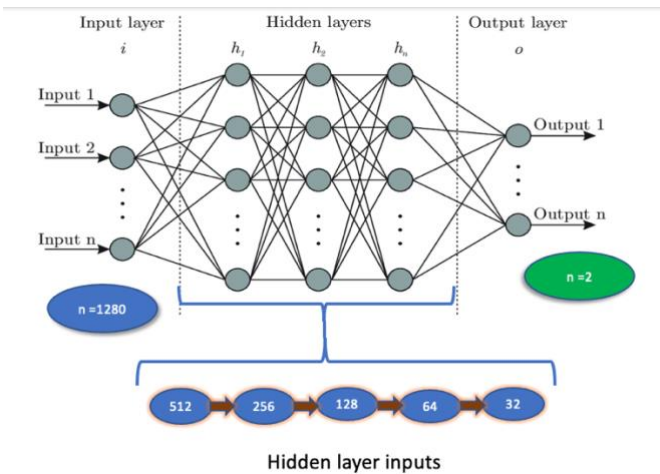 Input layer
Hidden layers
Output layer
i
h₁
h₂
hₙ
o
Input 1
Input 2
Input n
Output 1
Output n
n =1280
n =2
512
256
128
64
32
Hidden layer inputs